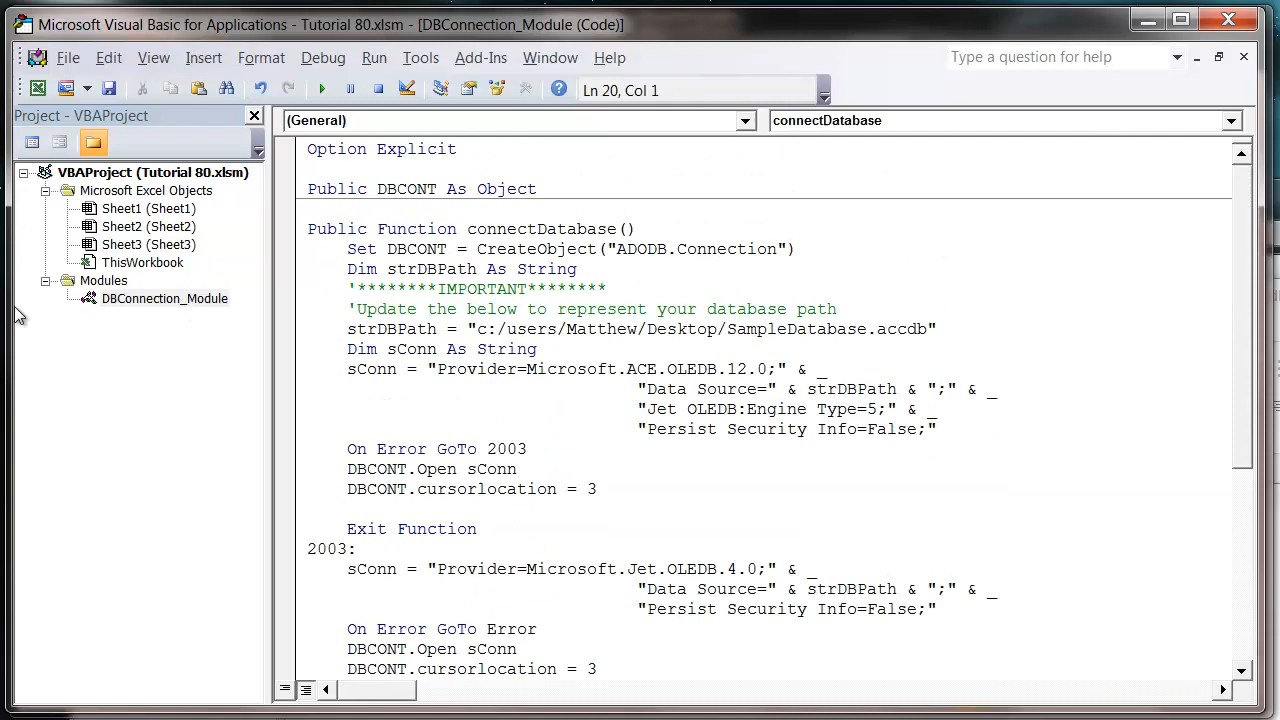 Microsoft Visual Basic for Applications - Tutorial 80.xlsm - [DBConnection_Module (Code)]
File Edit View Insert Format Debug Run Tools Add-Ins Window Help
Type a question for help
Ln 20, Col 1
Project - VBAProject
(General)
connectDatabase
VBAProject (Tutorial 80.xlsm)
Microsoft Excel Objects
Sheet1 (Sheet1)
Sheet2 (Sheet2)
Sheet3 (Sheet3)
ThisWorkbook
Modules
DBConnection_Module
Option Explicit
Public DBCONT As Object
Public Function connectDatabase()
Set DBCONT = CreateObject("ADODB.Connection")
Dim strDBPath As String
'********IMPORTANT********
'Update the below to represent your database path
strDBPath = "c:/users/Matthew/Desktop/SampleDatabase.accdb"
Dim sConn As String
sConn = "Provider=Microsoft.ACE.OLEDB.12.0;" & _
"Data Source=" & strDBPath & ";" & _
"Jet OLEDB:Engine Type=5;" & _
"Persist Security Info=False;"
On Error GoTo 2003
DBCONT.Open sConn
DBCONT.cursorlocation = 3
Exit Function
2003:
sConn = "Provider=Microsoft.Jet.OLEDB.4.0;" & _
"Data Source=" & strDBPath & ";" & _
"Persist Security Info=False;"
On Error GoTo Error
DBCONT.Open sConn
DBCONT.cursorlocation = 3